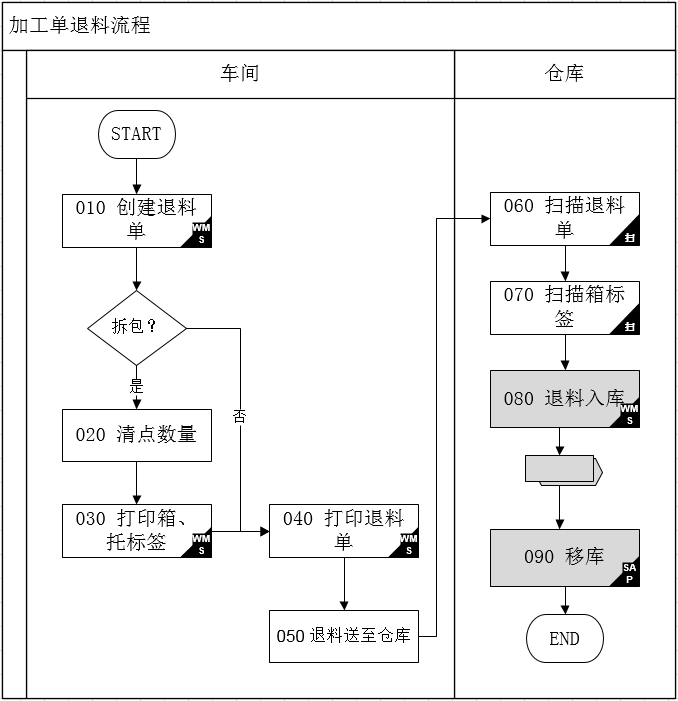 加工单退料流程
车间
仓库
START
010 创建退料
单
WM
S
拆包？
是
否
020 清点数量
030 打印箱、
托标签
WM
S
040 打印退料
单
WM
S
050 退料送至仓库
060 扫描退料
单
扫
070 扫描箱标
签
扫
080 退料入库
WM
S
090 移库
SA
P
END